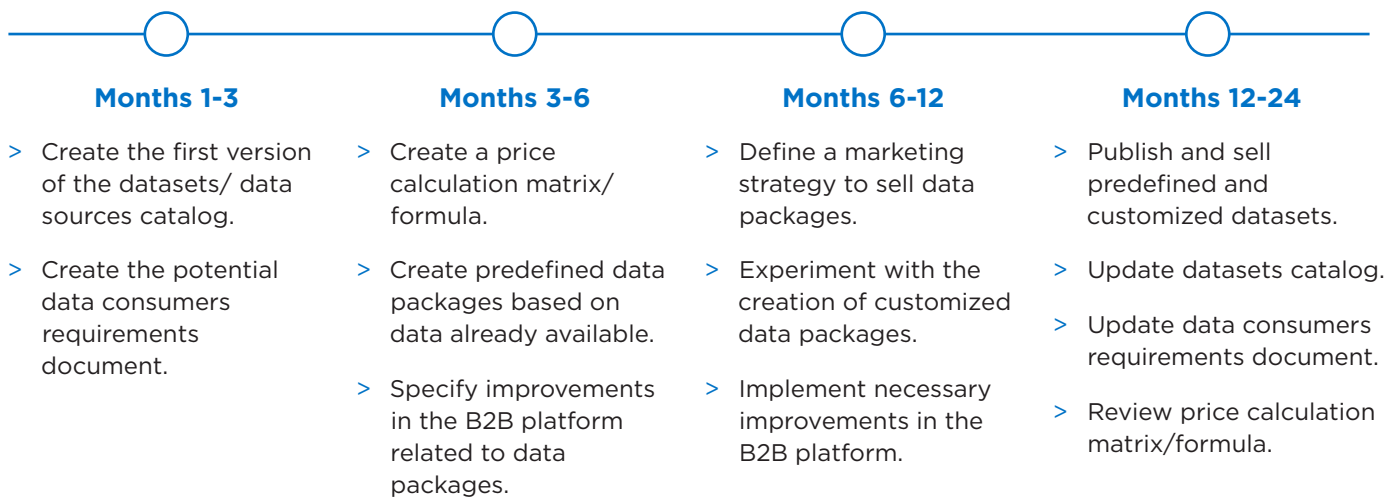 Months 1-3
> Create the first version
of the datasets/ data
sources catalog.
> Create the potential
data consumers
requirements
document.
Months 3-6
> Create a price
calculation matrix/
formula.
> Create predefined data
packages based on
data already available.
> Specify improvements
in the B2B platform
related to data
packages.
Months 6-12
> Define a marketing
strategy to sell data
packages.
> Experiment with the
creation of customized
data packages.
> Implement necessary
improvements in the
B2B platform.
Months 12-24
> Publish and sell
predefined and
customized datasets.
> Update datasets catalog.
> Update data consumers
requirements document.
> Review price calculation
matrix/formula.